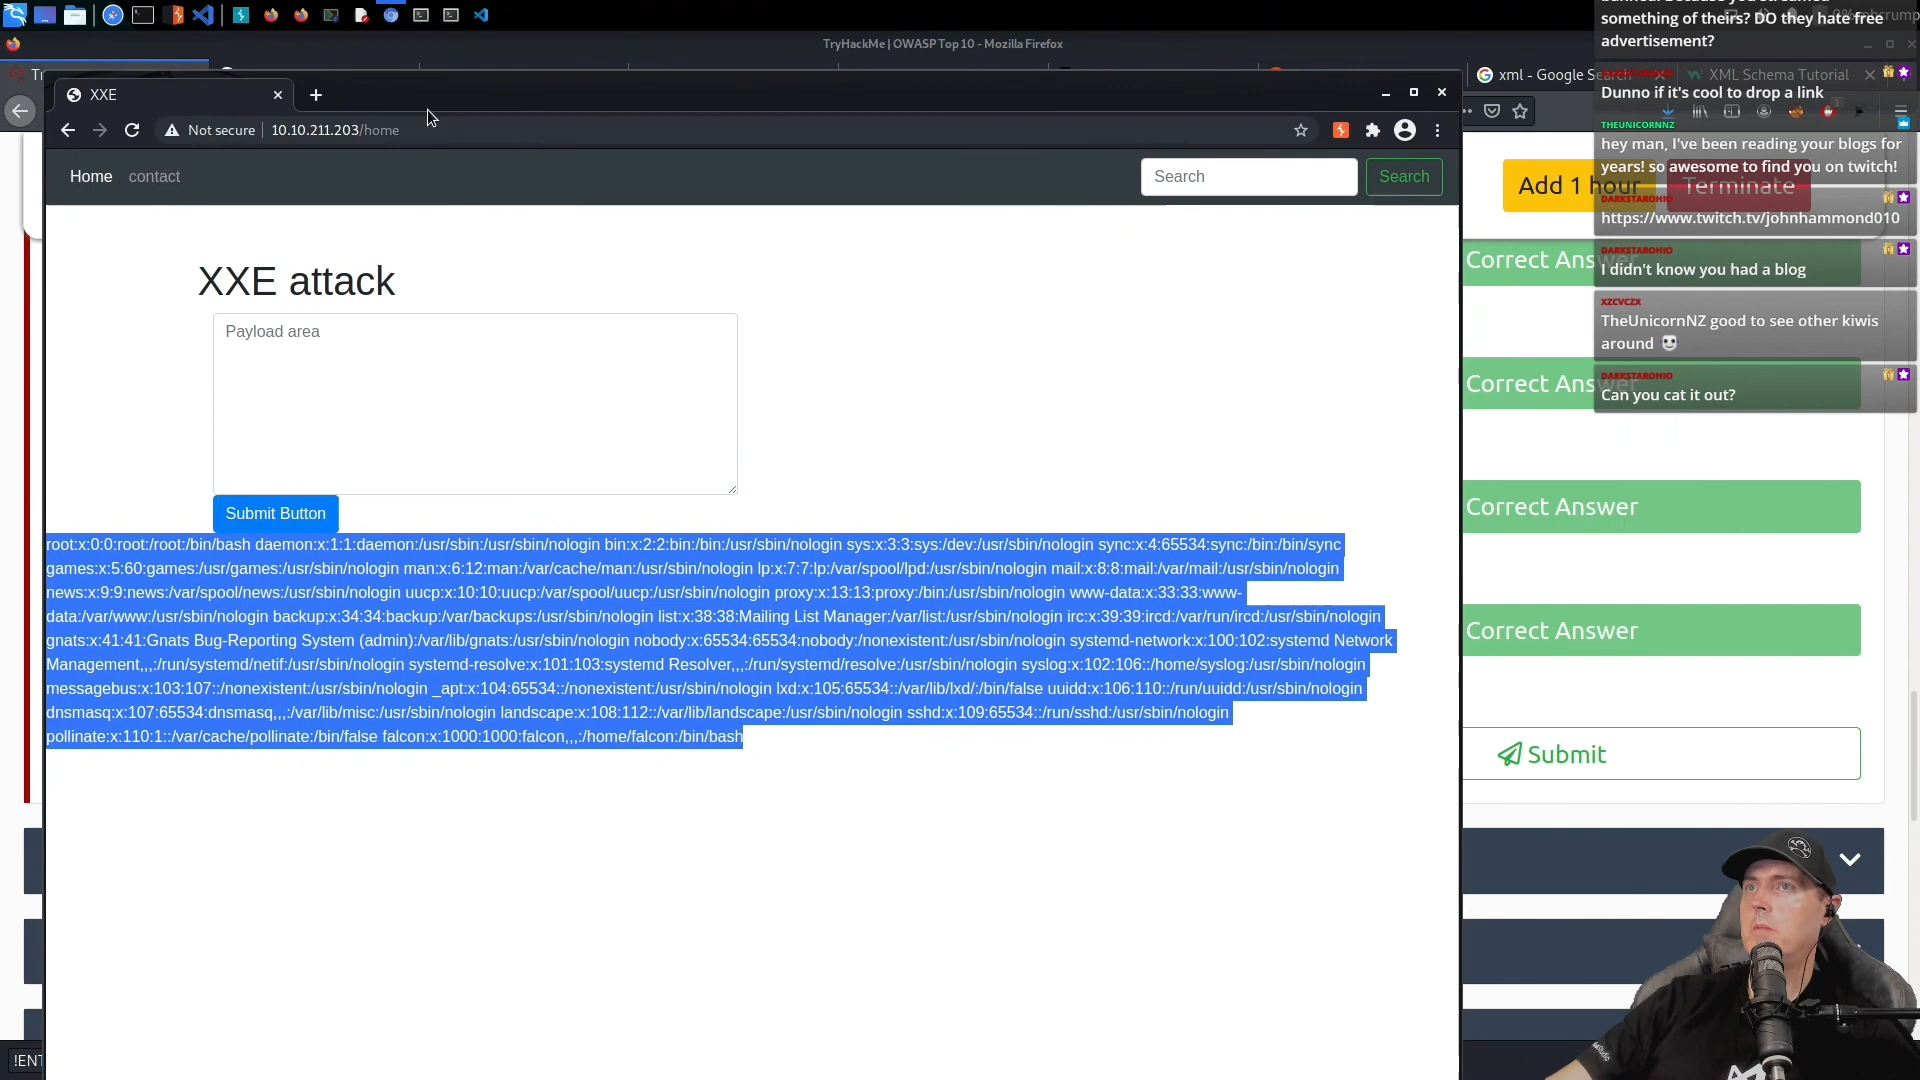 0% mbscrump
TryHackMe | OWASP Top 10 - Mozilla Firefox
something of theirs? DO they hate free
advertisement?
Tr
XXE
xml - Google Search
XML Schema Tutorial
Dunno if it's cool to drop a link
Not secure
10.10.211.203/home
THEUNICORNNZ
hey man, I've been reading your blogs for
years! so awesome to find you on twitch!
Home
contact
Search
Search
Add 1 hour
Terminate
DARKSTAROHIO
https://www.twitch.tv/johnhammond010
DARKSTAROHIO
I didn't know you had a blog
Correct Answer
XZCVCZX
TheUnicornNZ good to see other kiwis
around
DARKSTAROHIO
Can you cat it out?
Correct Answer
XXE attack
Payload area
Submit Button
root:x:0:0:root:/root:/bin/bash daemon:x:1:1:daemon:/usr/sbin:/usr/sbin/nologin bin:x:2:2:bin:/bin:/usr/sbin/nologin sys:x:3:3:sys:/dev:/usr/sbin/nologin sync:x:4:65534:sync:/bin:/bin/sync
games:x:5:60:games:/usr/games:/usr/sbin/nologin man:x:6:12:man:/var/cache/man:/usr/sbin/nologin lp:x:7:7:lp:/var/spool/lpd:/usr/sbin/nologin mail:x:8:8:mail:/var/mail:/usr/sbin/nologin
news:x:9:9:news:/var/spool/news:/usr/sbin/nologin uucp:x:10:10:uucp:/var/spool/uucp:/usr/sbin/nologin proxy:x:13:13:proxy:/bin:/usr/sbin/nologin www-data:x:33:33:www-
data:/var/www:/usr/sbin/nologin backup:x:34:34:backup:/var/backups:/usr/sbin/nologin list:x:38:38:Mailing List Manager:/var/list:/usr/sbin/nologin irc:x:39:39:ircd:/var/run/ircd:/usr/sbin/nologin
gnats:x:41:41:Gnats Bug-Reporting System (admin):/var/lib/gnats:/usr/sbin/nologin nobody:x:65534:65534:nobody:/nonexistent:/usr/sbin/nologin systemd-network:x:100:102:systemd Network
Management,,,:/run/systemd/netif:/usr/sbin/nologin systemd-resolve:x:101:103:systemd Resolver,,,:/run/systemd/resolve:/usr/sbin/nologin syslog:x:102:106::/home/syslog:/usr/sbin/nologin
messagebus:x:103:107::/nonexistent:/usr/sbin/nologin _apt:x:104:65534::/nonexistent:/usr/sbin/nologin lxd:x:105:65534::/var/lib/lxd/:/bin/false uuidd:x:106:110::/run/uuidd:/usr/sbin/nologin
dnsmasq:x:107:65534:dnsmasq,,,:/var/lib/misc:/usr/sbin/nologin landscape:x:108:112::/var/lib/landscape:/usr/sbin/nologin sshd:x:109:65534::/run/sshd:/usr/sbin/nologin
pollinate:x:110:1::/var/cache/pollinate:/bin/false falcon:x:1000:1000:falcon,,,:/home/falcon:/bin/bash
Correct Answer
Correct Answer
Submit
!ENT